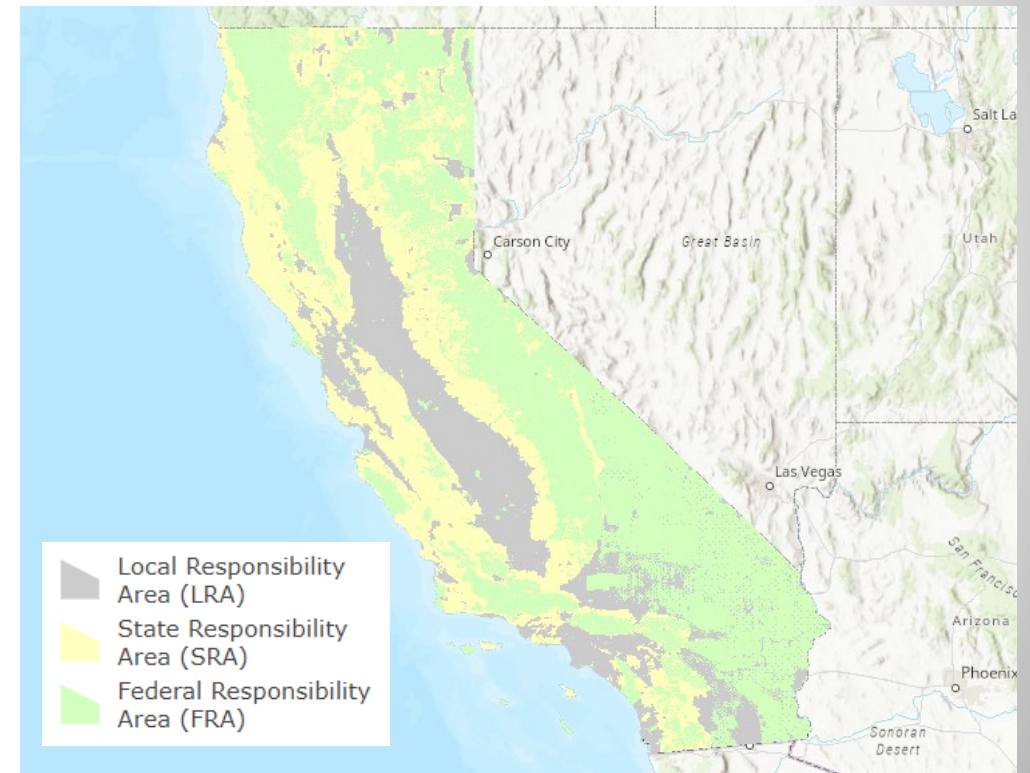 Salt La
Carson City
Great Basin
Utah
Las Vegas
San Francisc
Local Responsibility
Area (LRA)
State Responsibility
Area (SRA)
Federal Responsibility
Area (FRA)
Arizona
Phoenix
Sonoran
Desert